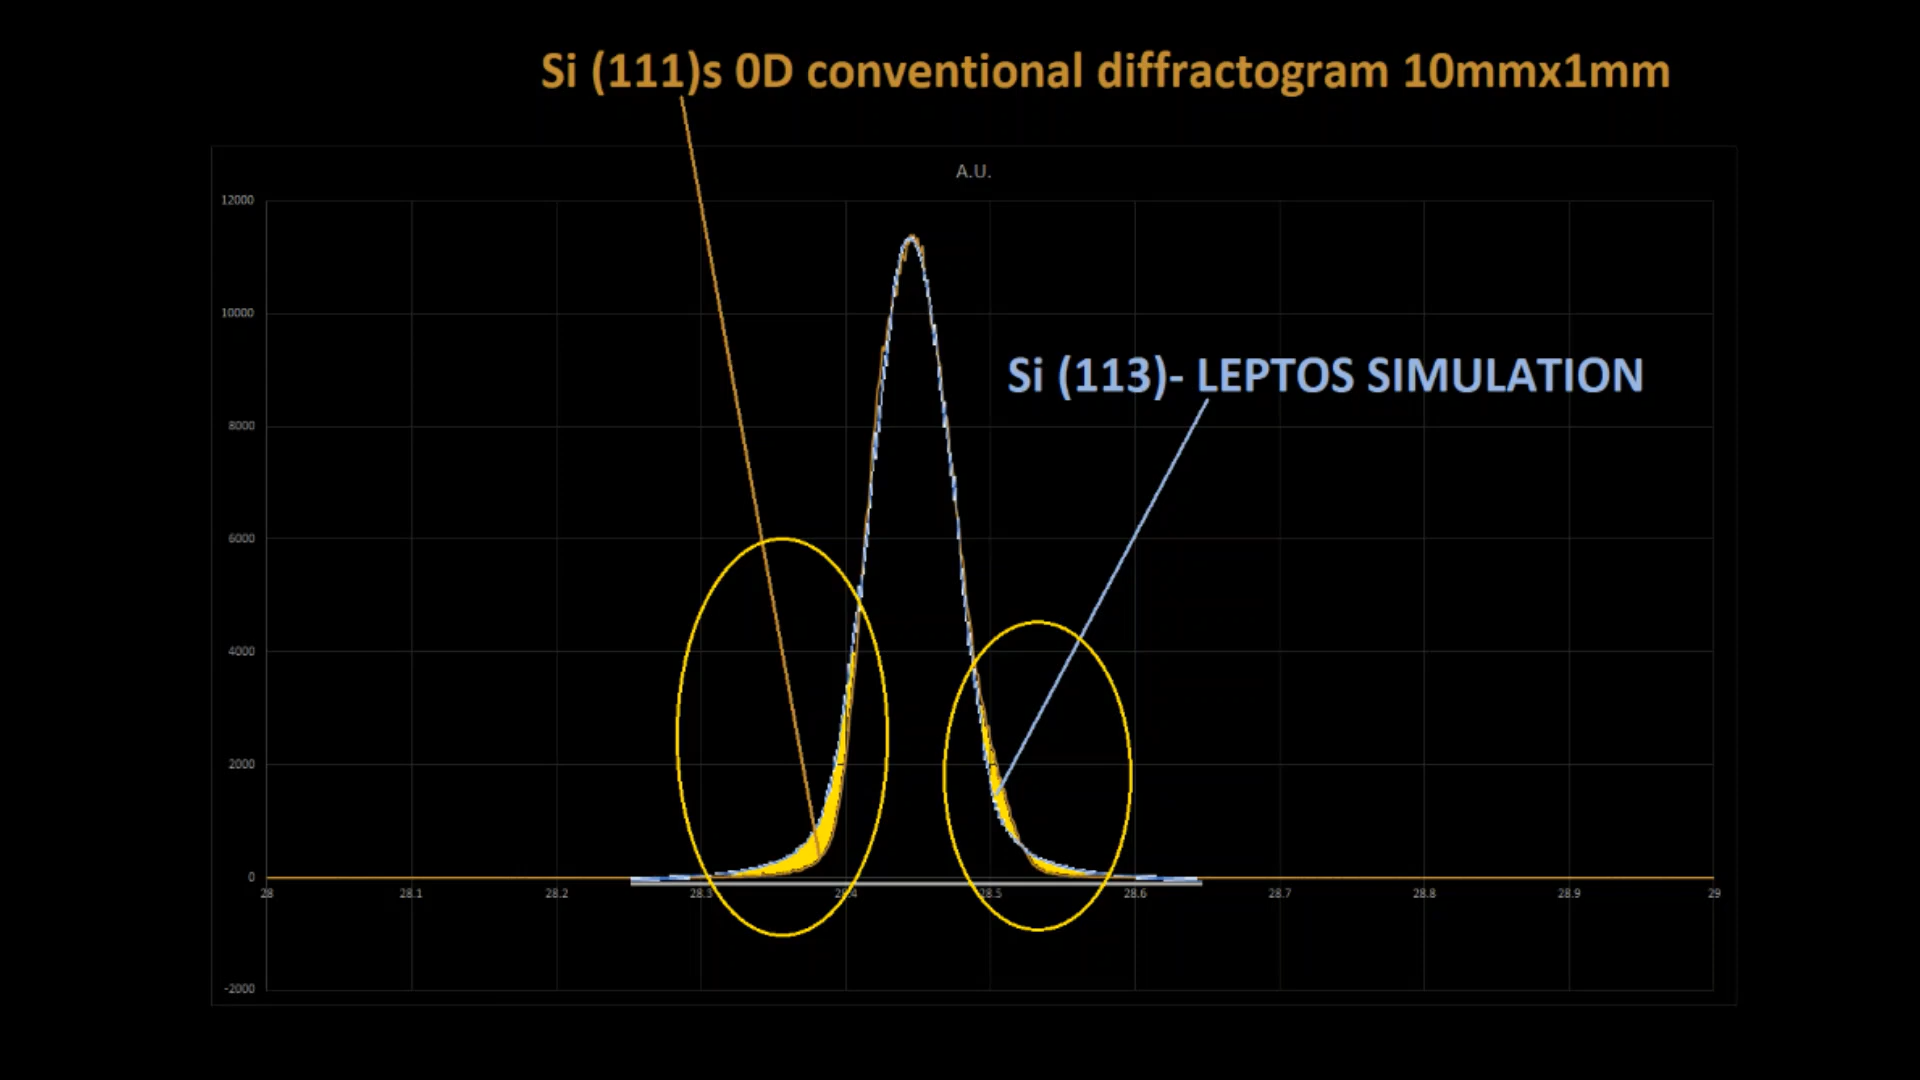 Si (111)s 0D conventional diffractogram 10mmx1mm
A.U.
12000
10000
Si (113)- LEPTOS SIMULATION
8000
6000
4000
2000
0
28 28.1 28.2 28.3 28.4 28.5 28.6 28.7 28.8 28.9 29
-2000